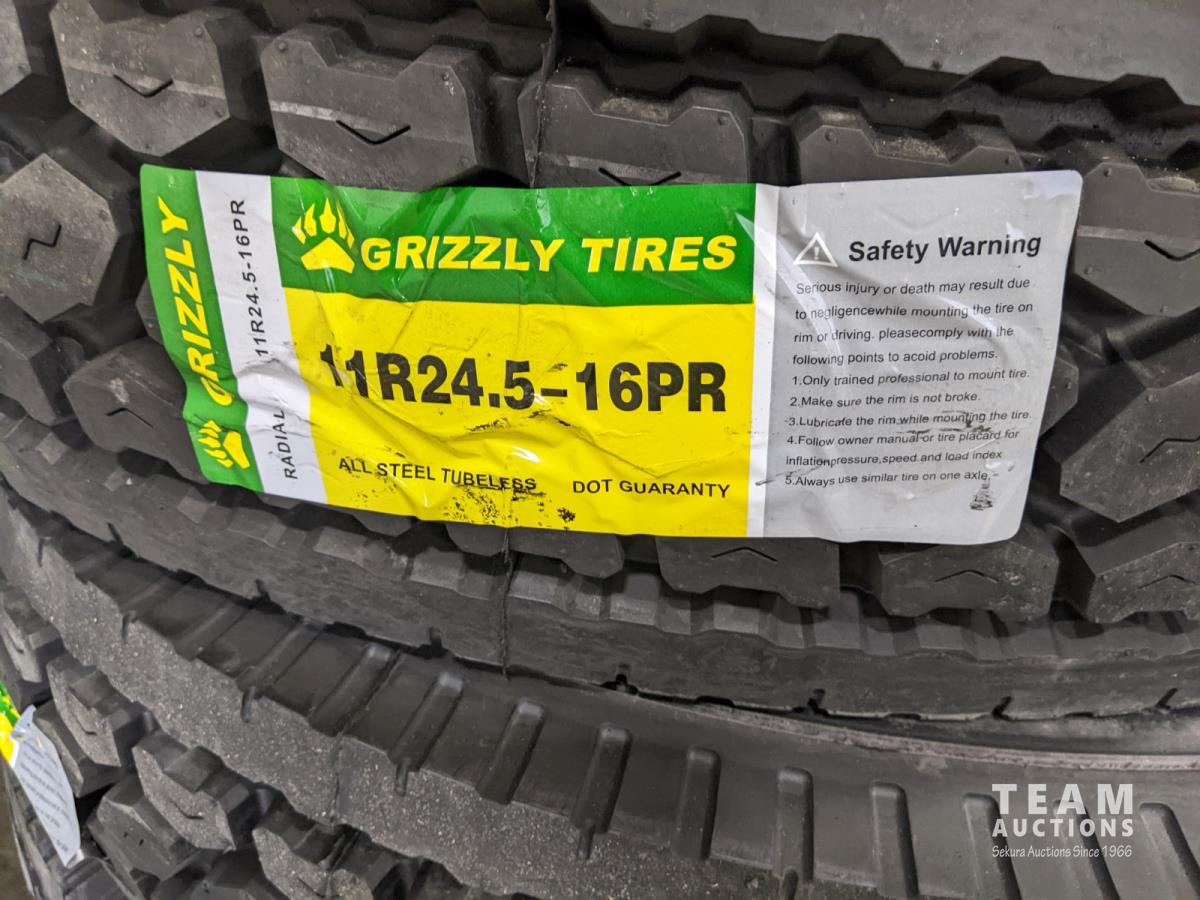 GRIZZLY
RADIAL 11R24.5-16PR
GRIZZLY TIRES
11R24.5-16PR
ALL STEEL TUBELESS DOT GUARANTY
Safety Warning
Serious injury or death may result due
to negligencewhile mounting the tire on
rim or driving. pleasecomply with the
following points to acoid problems.
1.Only trained professional to mount tire.
2.Make sure the rim is not broke.
3.Lubricate the rim while mounting the tire.
4.Follow owner manual or tire placard for
inflationpressure,speed.and load index
5.Always use similar tire on one axle.
TEAM
AUCTIONS
Sekura Auctions Since 1966